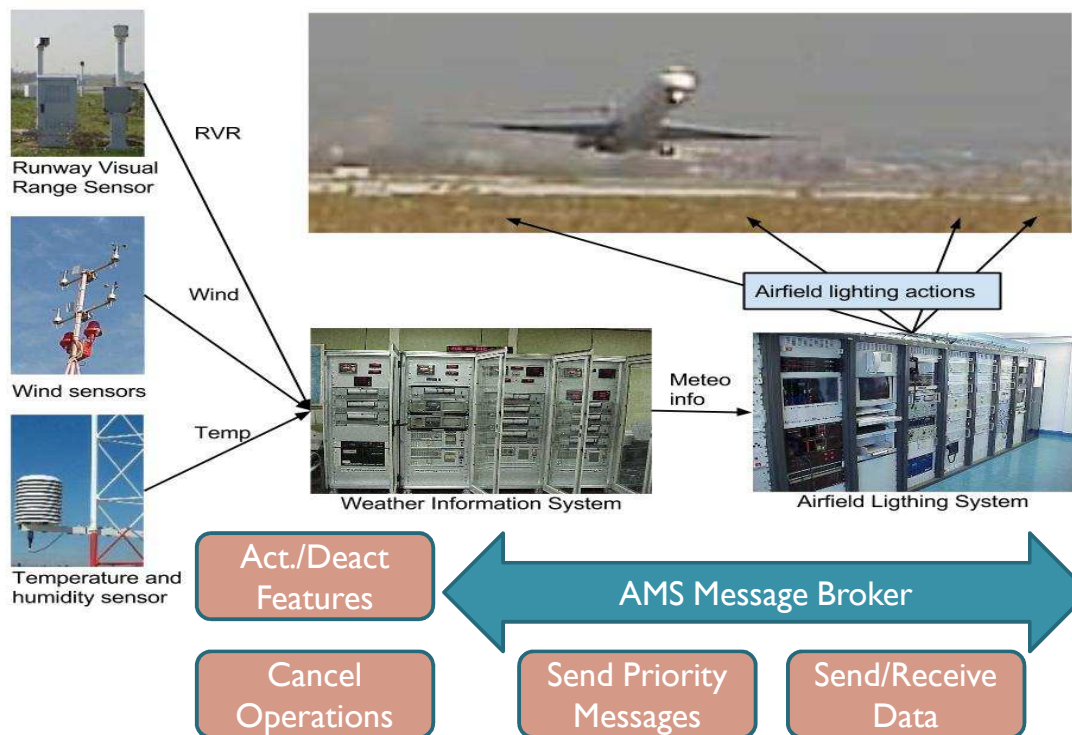 RVR
Runway Visual
Range Sensor
Wind
Wind sensors
Temp
Temperature and
humidity sensor
Airfield lighting actions
Meteo
info
Weather Information System
Airfield Ligthing System
Act./Deact
Features
AMS Message Broker
Cancel
Operations
Send Priority
Messages
Send/Receive
Data